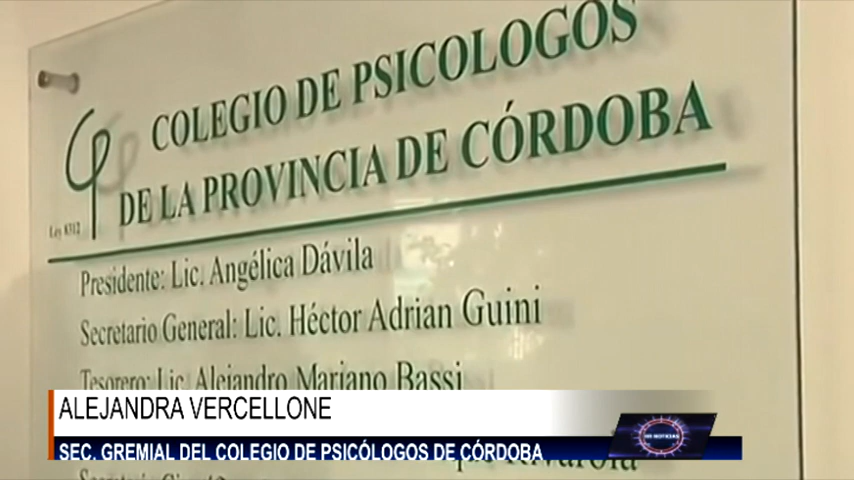 COLEGIO DE PSICOLOGOS
DE LA PROVINCIA DE CÓRDOBA
Ley 8312
Presidente: Lic. Angélica Dávila
Secretario General: Lic. Héctor Adrian Guini
Tesorero: Lic. Alejandro Mariano Bassi
ALEJANDRA VERCELLONE
SEC. GREMIAL DEL COLEGIO DE PSICÓLOGOS DE CÓRDOBA
NOTICIAS